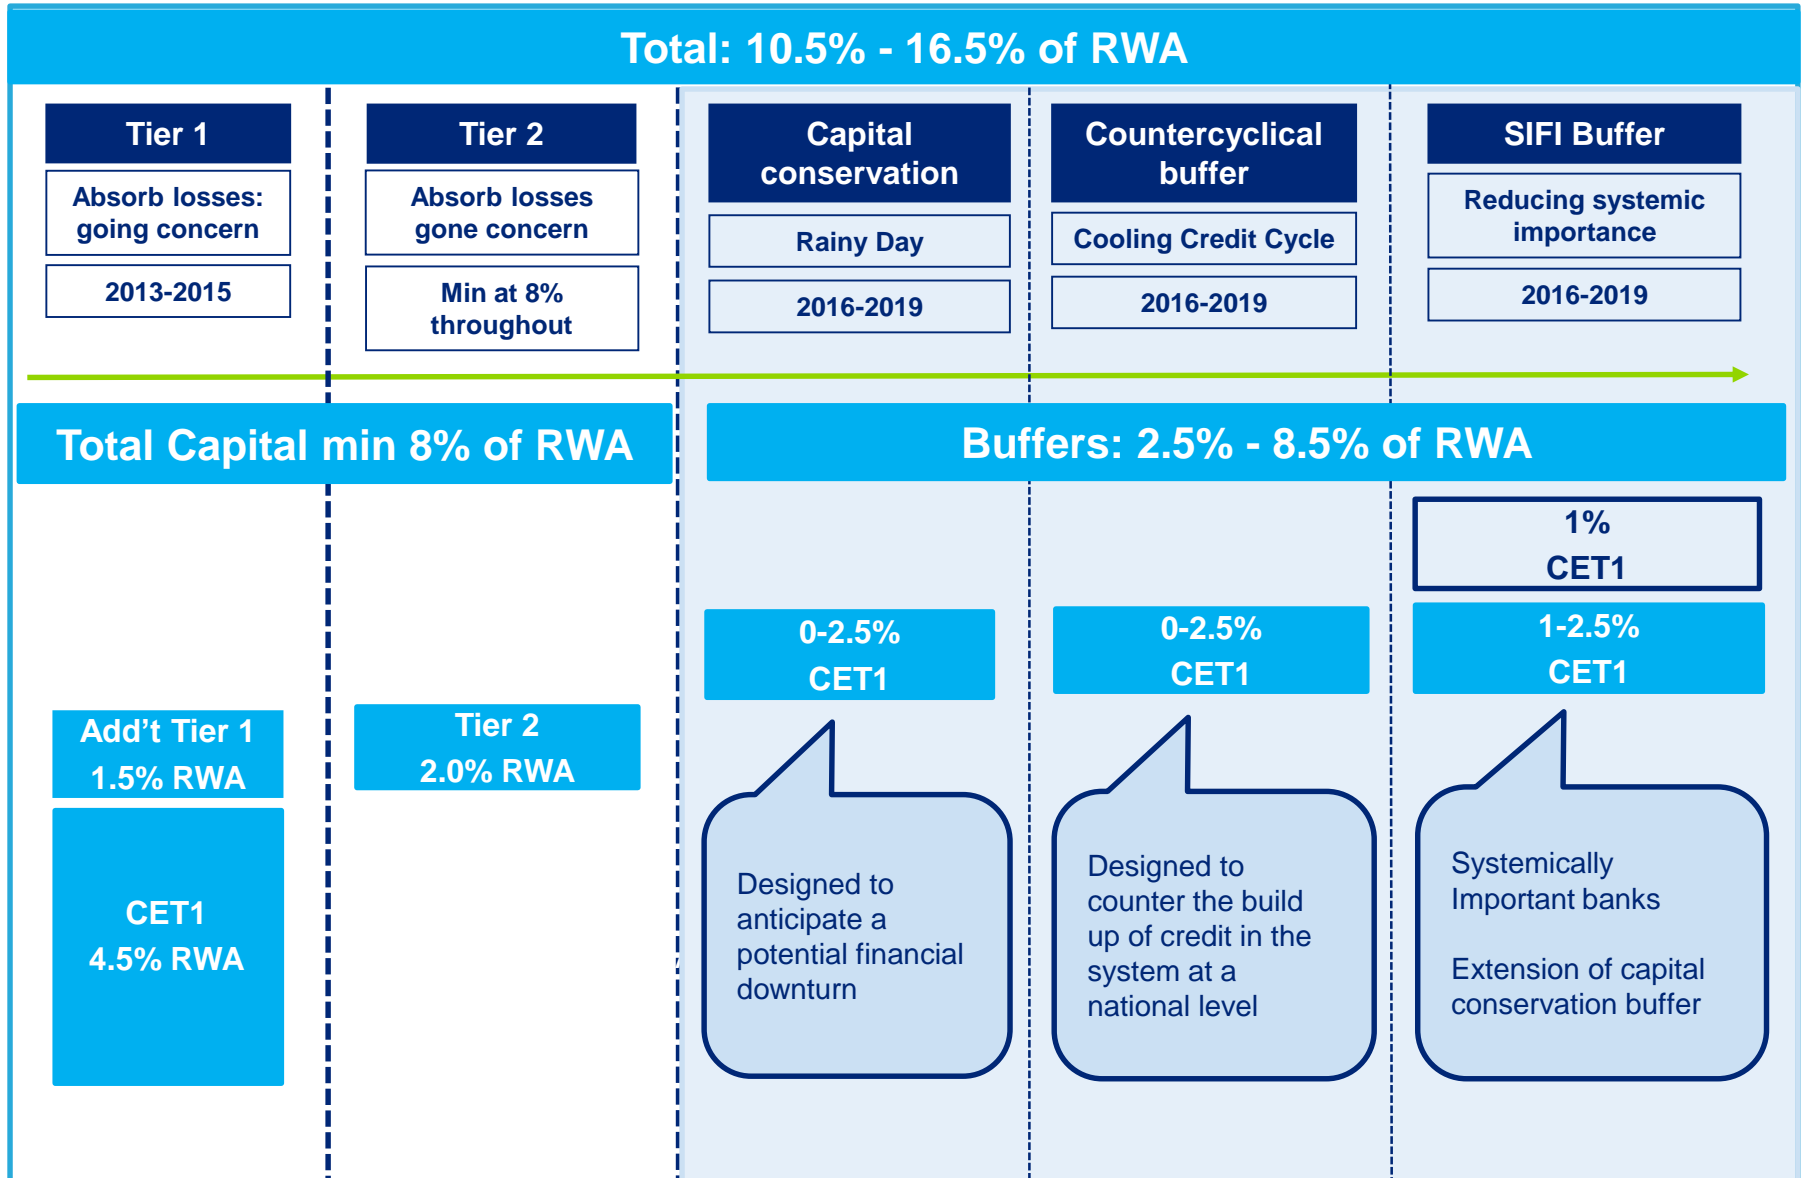 Total: 10.5% - 16.5% of RWA
Tier 1
Absorb losses:
going concern
2013-2015
Tier 2
Absorb losses
gone concern
Min at 8%
throughout
Capital
conservation
Rainy Day
2016-2019
Countercyclical
buffer
Cooling Credit Cycle
2016-2019
SIFI Buffer
Reducing systemic
importance
2016-2019
Total Capital min 8% of RWA
Buffers: 2.5% - 8.5% of RWA
Add’t Tier 1
1.5% RWA
CET1
4.5% RWA
Tier 2
2.0% RWA
0-2.5%
CET1
Designed to
anticipate a
potential financial
downturn
0-2.5%
CET1
Designed to
counter the build
up of credit in the
system at a
national level
1%
CET1
1-2.5%
CET1
Systemically
Important banks
Extension of capital
conservation buffer